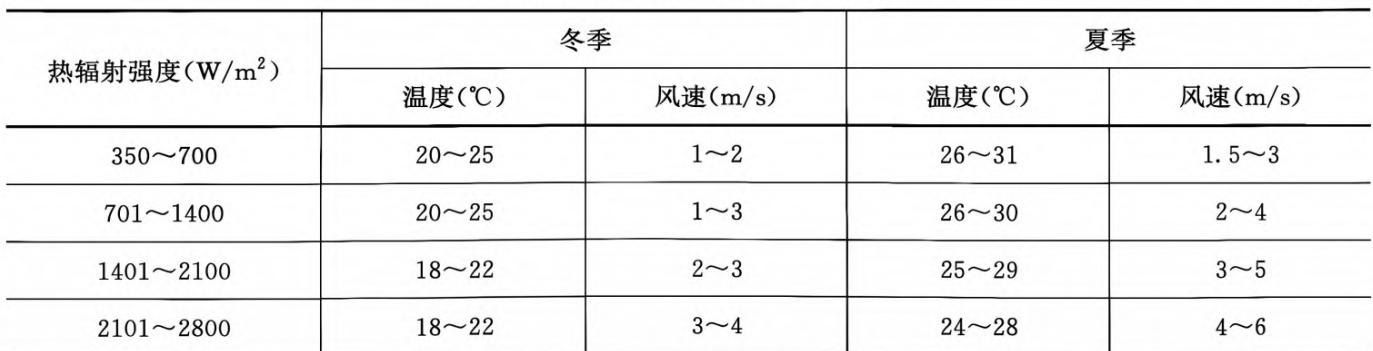 热辐射强度(W/m²) 冬季 夏季
温度(℃) 风速(m/s) 温度(℃) 风速(m/s)
350～700 20～25 1～2 26～31 1.5～3
701～1400 20～25 1～3 26～30 2～4
1401～2100 18～22 2～3 25～29 3～5
2101～2800 18～22 3～4 24～28 4～6